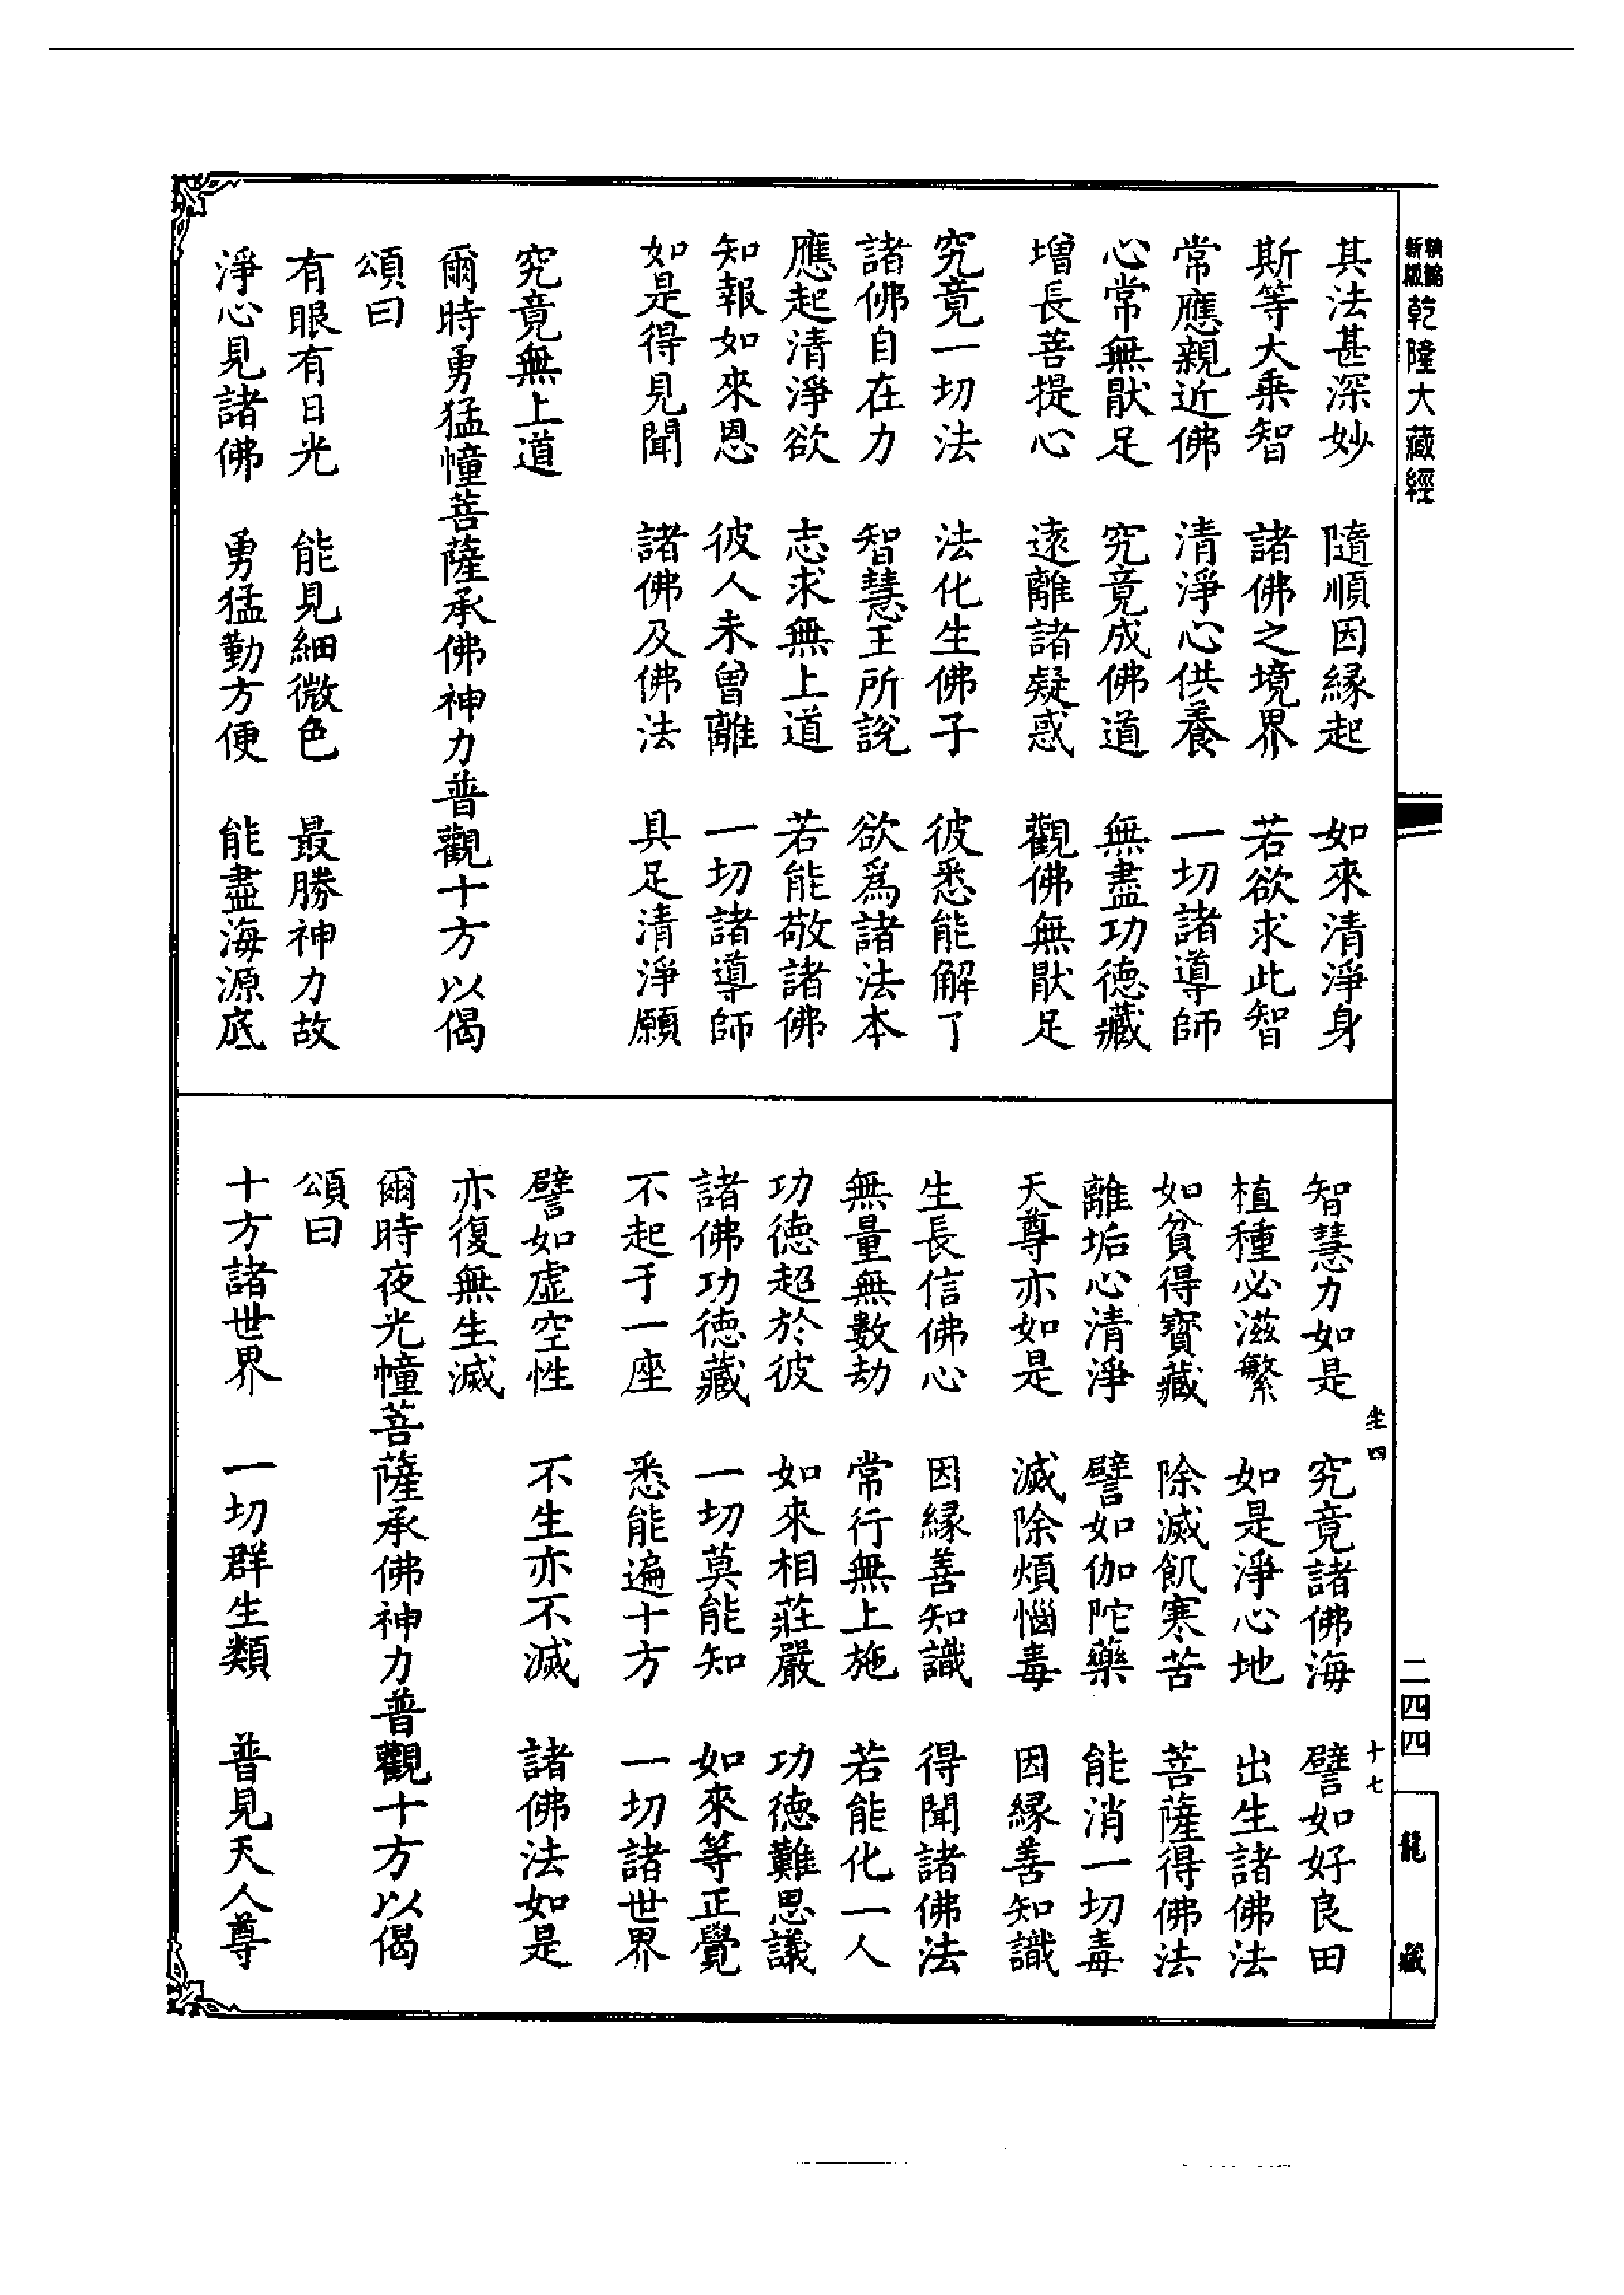 新編
縮
乾隆大藏經
其法甚深妙　隨順因緣起　如來清淨身
斯等大乘智　諸佛之境界　若欲求此智
常應親近佛　清淨心供養　一切諸導師
心常無猒足　究竟成佛道　無盡功德藏
增長菩提心　遠離諸疑惑　觀佛無猒足
究竟一切法　法化生佛子　彼悉能解了
諸佛自在力　智慧王所說　欲爲諸法本
應起清淨欲　志求無上道　若能敬諸佛
知報如來恩　彼人未曾離　一切諸導師
如是得見聞　諸佛及佛法　具足清淨願
究竟無上道
爾時勇猛幢菩薩承佛神力普觀十方以偈
頌曰
有眼有日光　能見細微色　最勝神力故
淨心見諸佛　勇猛勤方便　能盡海源底
智慧力如是　究竟諸佛海　譬如好良田
植種必滋繁　如是淨心地　出生諸佛法
如貧得寶藏　除滅飢寒苦　菩薩得佛法
離垢心清淨　譬如伽陀藥　能消一切毒
天尊亦如是　滅除煩惱毒　因緣善知識
生長信佛心　因緣善知識　得聞諸佛法
無量無數劫　常行無上施　若能化一人
功德超於彼　如來相莊嚴　功德難思議
諸佛功德藏　一切莫能知　如來等正覺
不起于一座　悉能遍十方　一切諸世界
譬如虛空性　不生亦不滅　諸佛法如是
亦復無生滅
爾時夜光幢菩薩承佛神力普觀十方以偈
頌曰
十方諸世界　一切群生類　普見天人尊
坐四
十七
二四四
龍藏